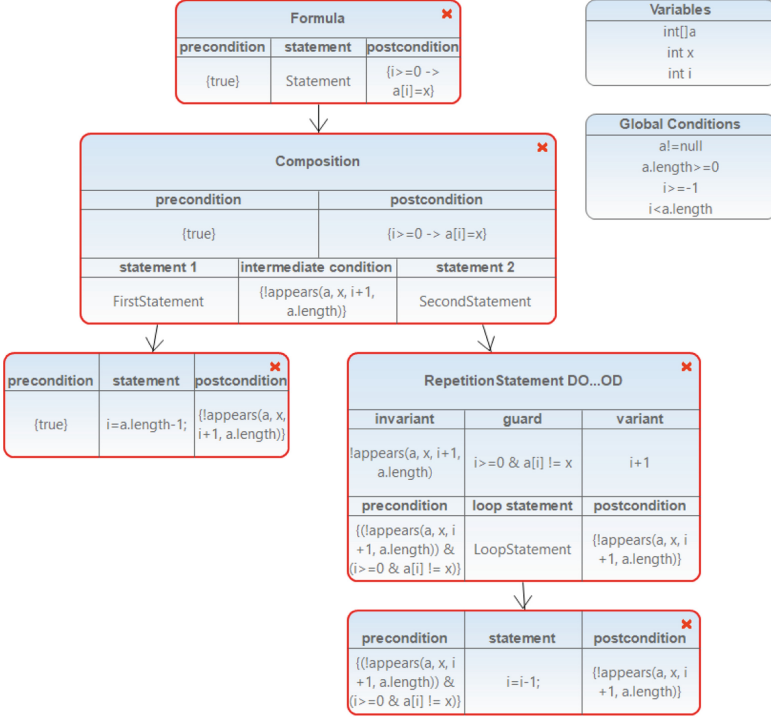 Formula
precondition statement postcondition
{true} Statement {i>=0 ->
a[i]=x}
Variables
int[]a
int x
int i
Global Conditions
a!=null
a.length>=0
i>=-1
i<a.length
Composition
precondition postcondition
{true} {i>=0 -> a[i]=x}
statement 1 intermediate condition statement 2
FirstStatement {!appears(a, x, i+1,
a.length)} SecondStatement
precondition statement postcondition
{true} i=a.length-1; {!appears(a, x,
i+1, a.length)}
RepetitionStatement DO...OD
invariant guard variant
!appears(a, x, i+1,
a.length) i>=0 & a[i] != x i+1
precondition loop statement postcondition
{(!appears(a, x, i
+1, a.length)) &
(i>=0 & a[i] != x)} LoopStatement {!appears(a, x, i
+1, a.length)}
precondition statement postcondition
{(!appears(a, x, i
+1, a.length)) &
(i>=0 & a[i] != x)} i=i-1; {!appears(a, x, i
+1, a.length)}